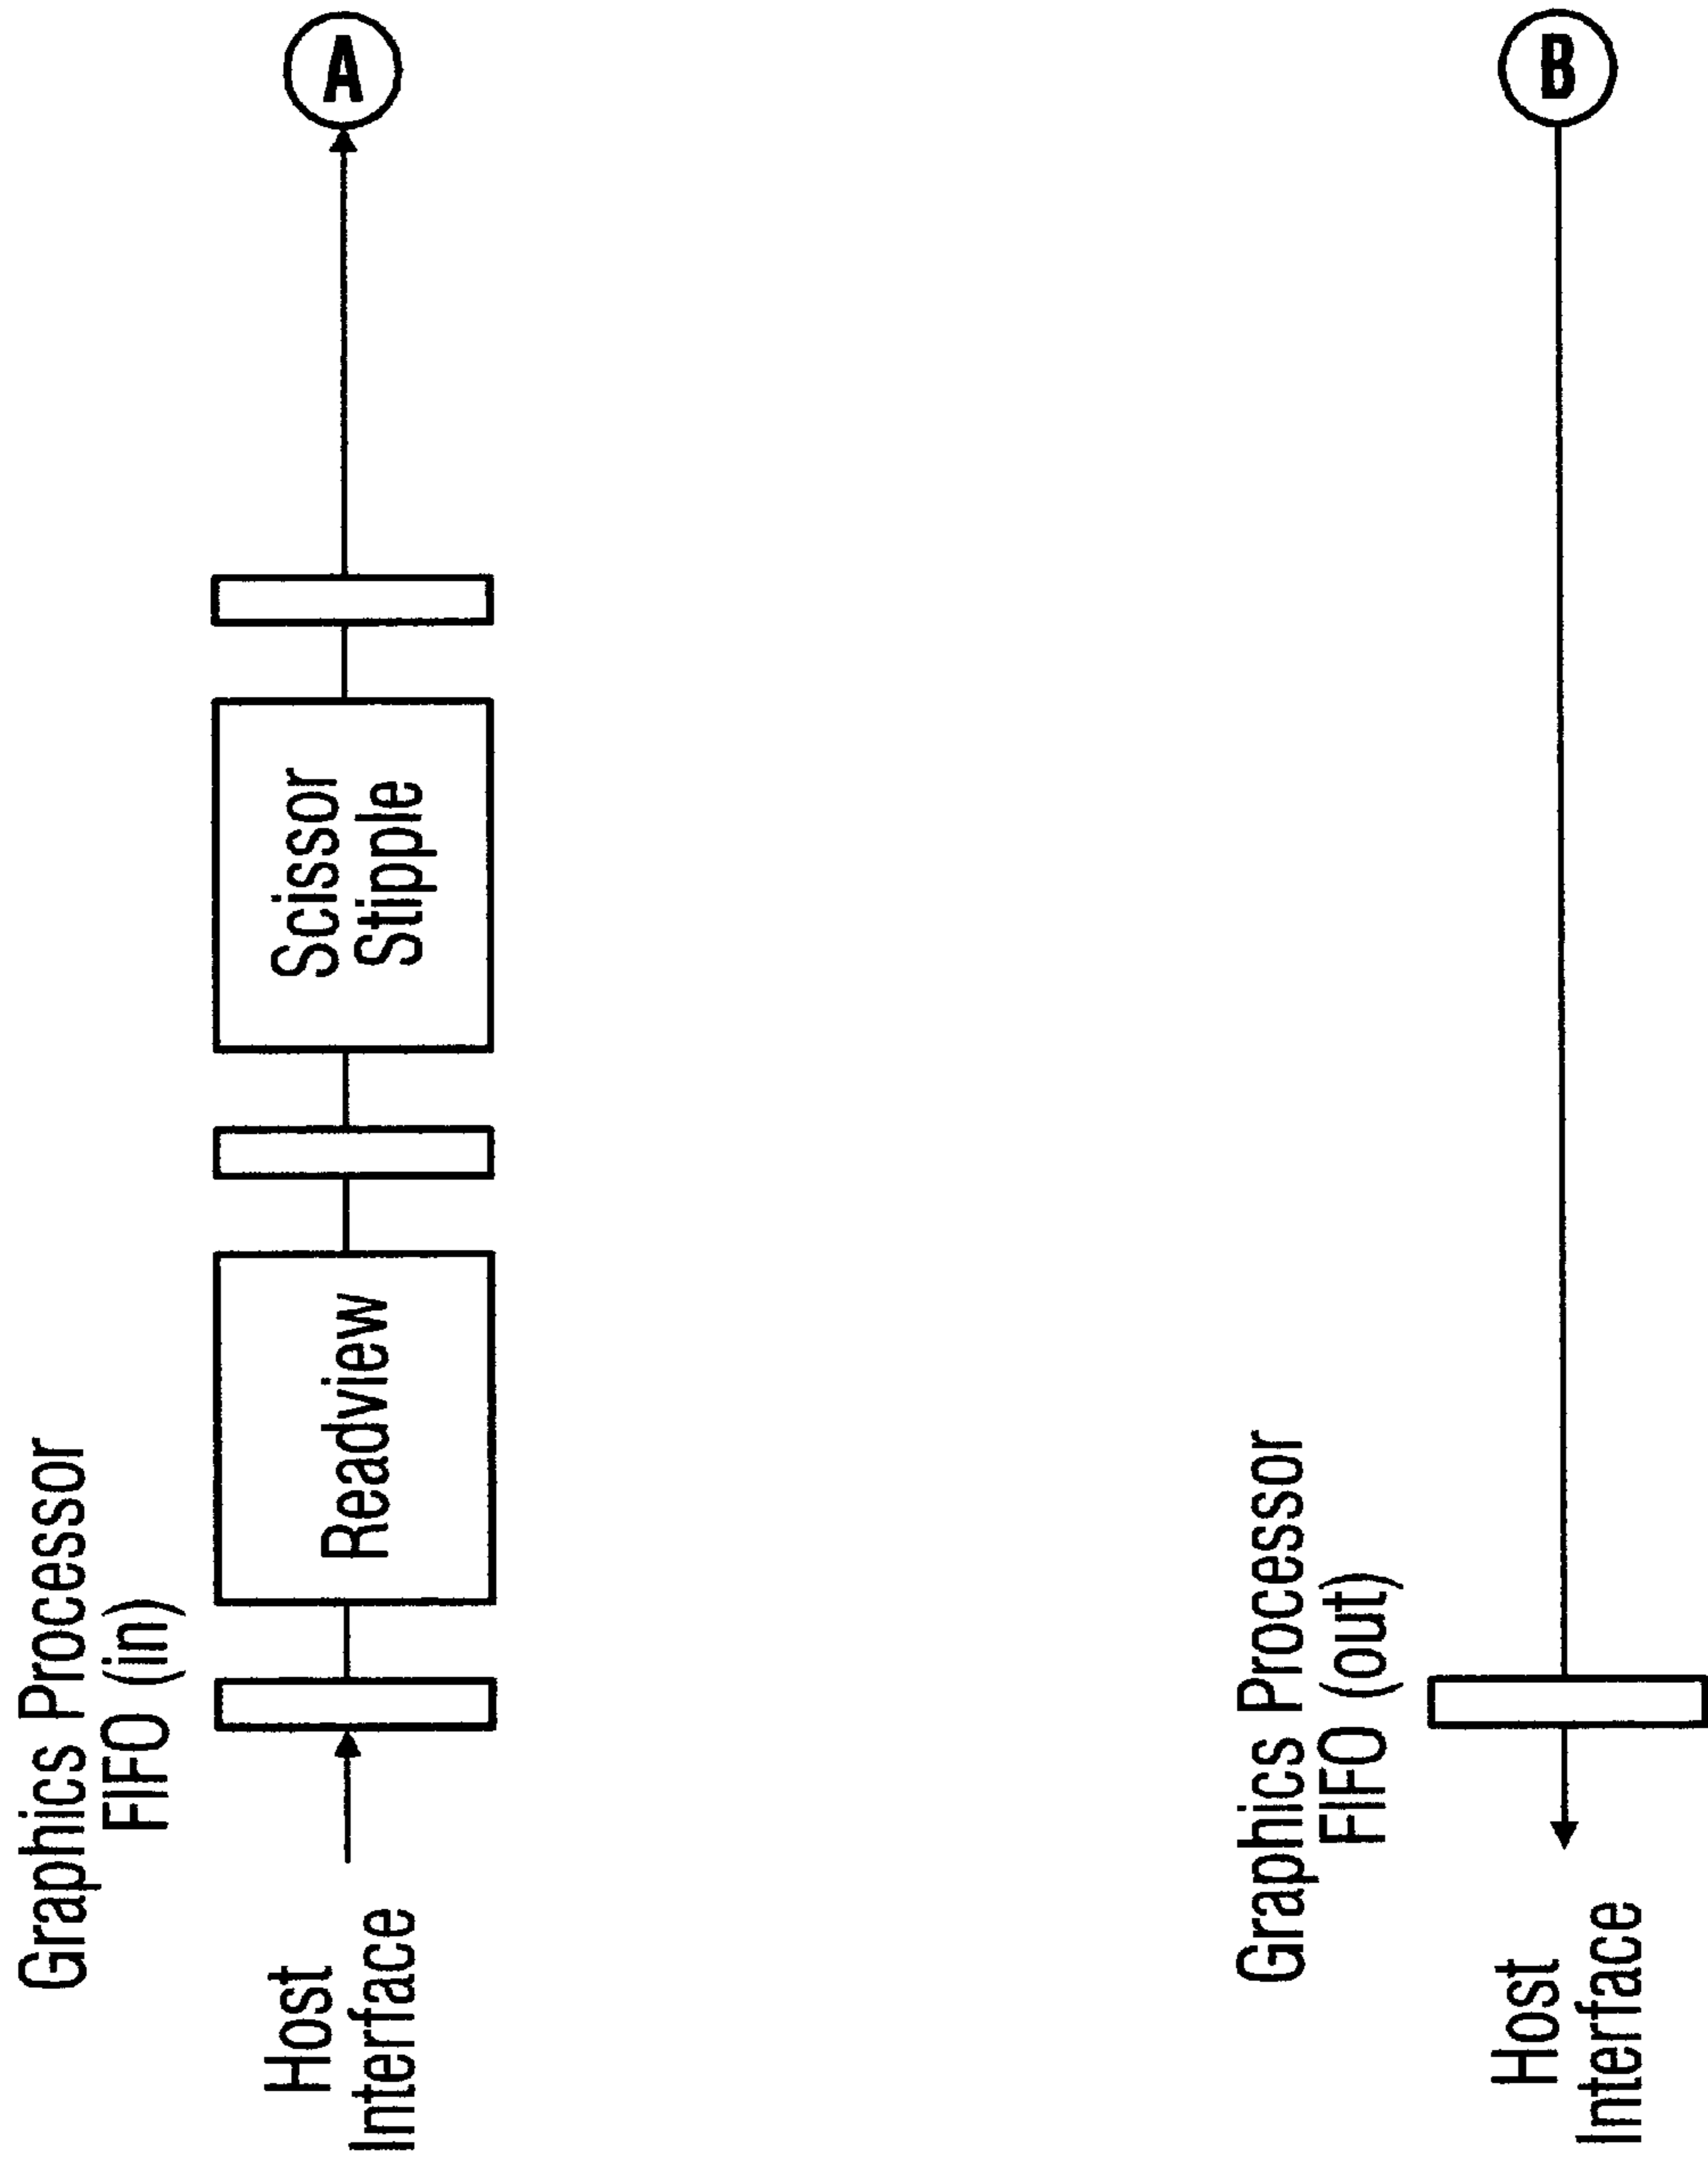 Graphics Processor
FIFO (in)
Host
Interface
Readview
Scissor
Stipple
A
Graphics Processor
FIFO (out)
Host
Interface
B